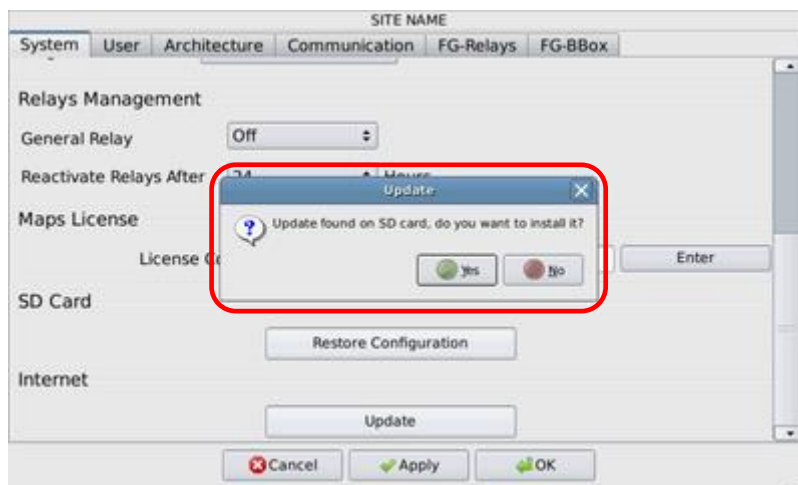 SITE NAME
System User Architecture Communication FG-Relays FG-BBox
Relays Management
General Relay Off
Reactivate Relays After 24 Hours
Update
Maps License
Update found on SD card, do you want to install it?
License Enter
Yes No
SD Card
Restore Configuration
Internet
Update
Cancel Apply OK